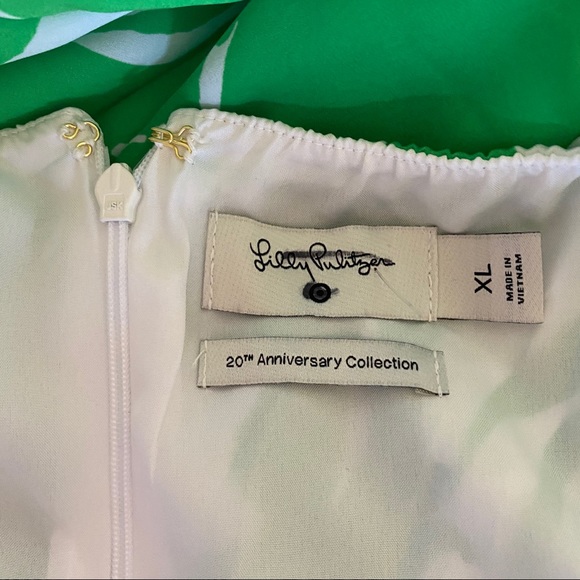 Lilly Pulitzer
XL
MADE IN
VIETNAM
20TH Anniversary Collection